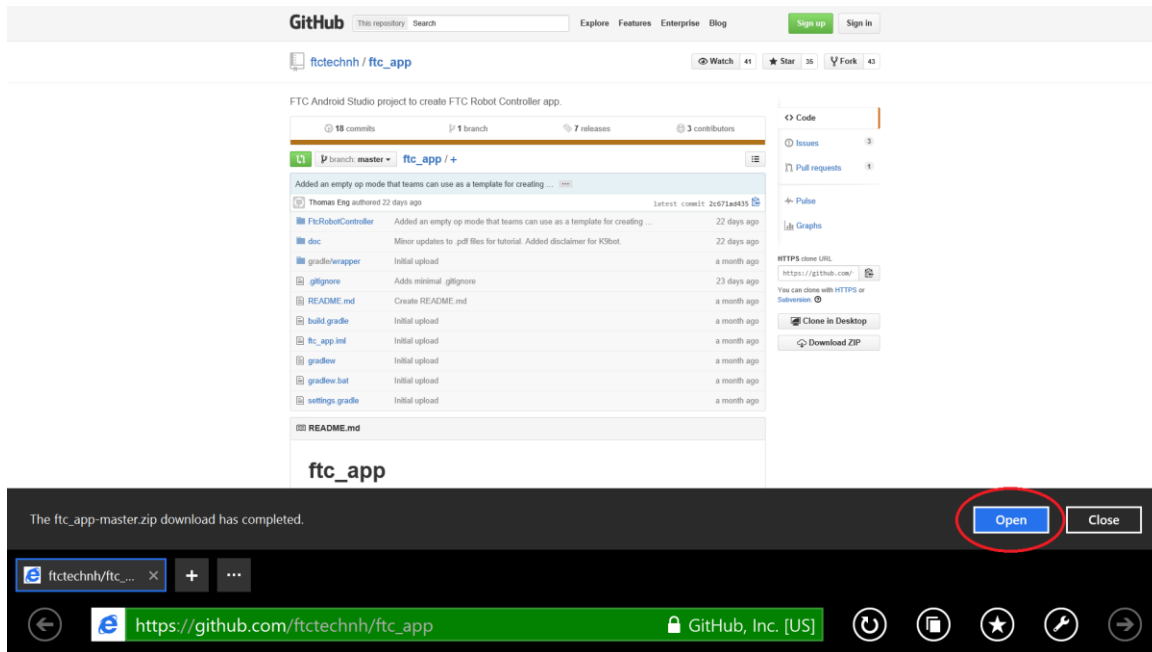 GitHub This repository Search Explore Features Enterprise Blog Sign up Sign in
ftctechnh / ftc_app Watch 41 Star 35 Fork 43
FTC Android Studio project to create FTC Robot Controller app.
18 commits 1 branch 7 releases 3 contributors
branch: master ftc_app / +
Added an empty op mode that teams can use as a template for creating ...
Thomas Eng authored 22 days ago latest commit 2c671ad435
FtcRobotController Added an empty op mode that teams can use as a template for creating ... 22 days ago
doc Minor updates to .pdf files for tutorial. Added disclaimer for K9bot. 22 days ago
gradle/wrapper Initial upload a month ago
.gitignore Adds minimal .gitignore 23 days ago
README.md Create README.md a month ago
build.gradle Initial upload a month ago
ftc_app.iml Initial upload a month ago
gradlew Initial upload a month ago
gradlew.bat Initial upload a month ago
settings.gradle Initial upload a month ago
README.md
ftc_app
<> Code
Issues 3
Pull requests 1
Pulse
Graphs
HTTPS clone URL
https://github.com/
You can clone with HTTPS or
Subversion.
Clone in Desktop
Download ZIP
The ftc_app-master.zip download has completed. Open Close
ftctechnh/ftc_... × + ...
https://github.com/ftctechnh/ftc_app GitHub, Inc. [US]